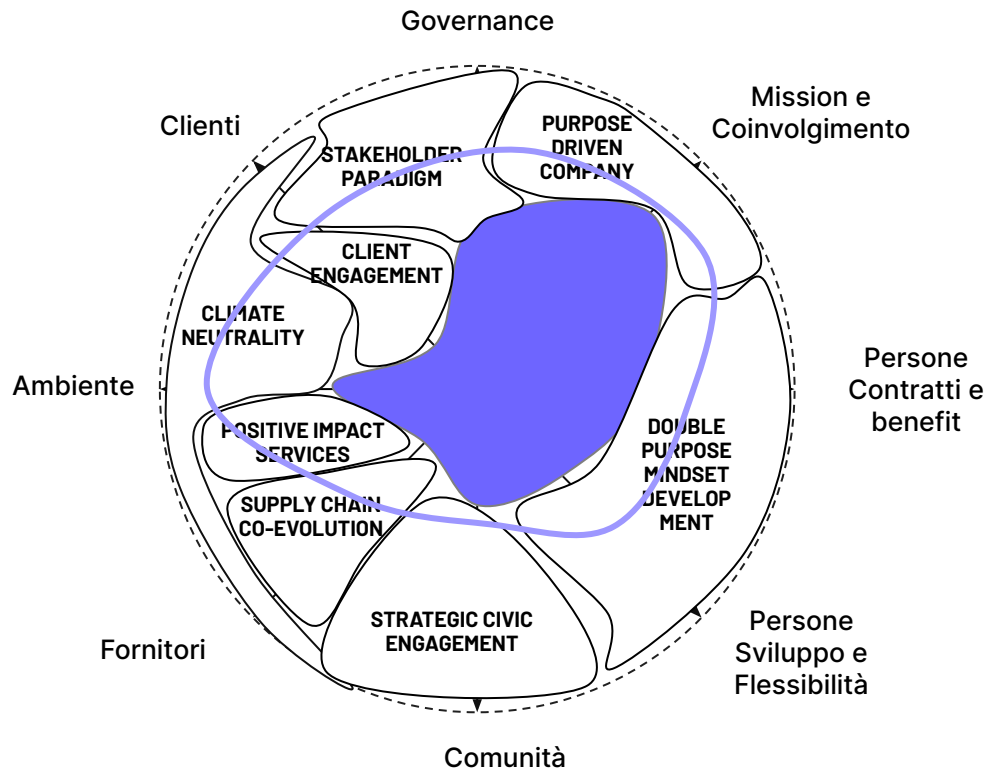 Governance
Mission e
Coinvolgimento
Clienti
PURPOSE
DRIVEN
COMPANY
STAKEHOLDER
PARADIGM
CLIENT
ENGAGEMENT
CLIMATE
NEUTRALITY
Ambiente
Persone
Contratti e
benefit
POSITIVE IMPACT
SERVICES
DOUBLE
PURPOSE
MINDSET
DEVELOP
MENT
SUPPLY CHAIN
CO-EVOLUTION
STRATEGIC CIVIC
ENGAGEMENT
Fornitori
Persone
Sviluppo e
Flessibilità
Comunità